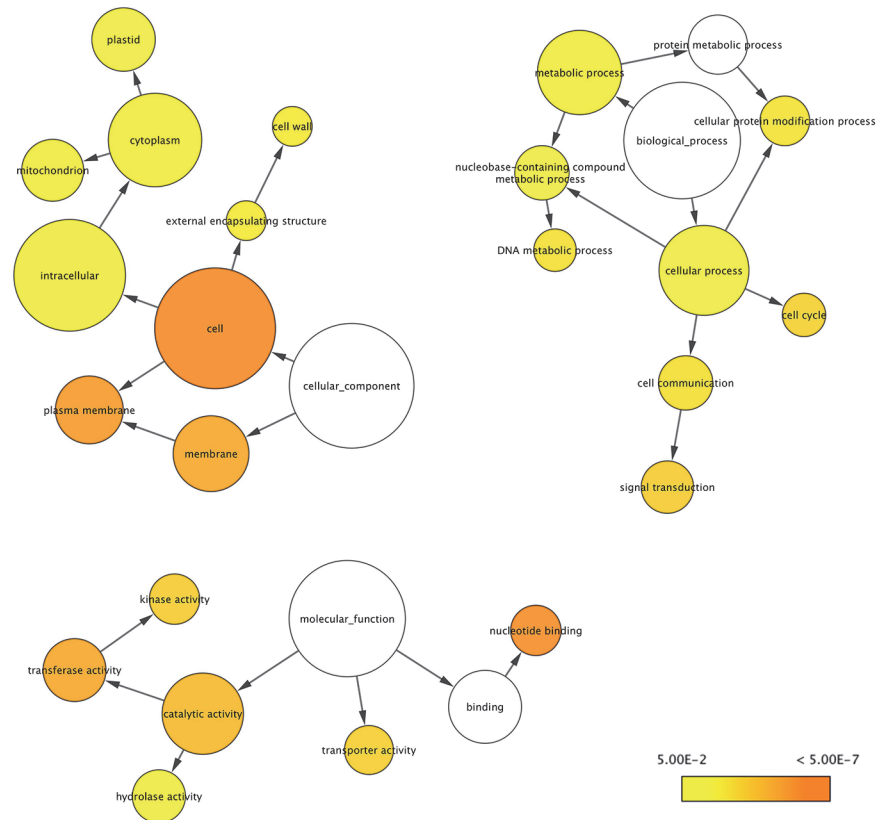 plastid
protein metabolic process
metabolic process
cell wall
cellular protein modification process
cytoplasm
biological_process
mitochondrion
nucleobase-containing compound
metabolic process
external encapsulating structure
DNA metabolic process
intracellular
cellular process
cell
cell cycle
cellular_component
cell communication
plasma membrane
membrane
signal transduction
kinase activity
molecular_function
nucleotide binding
transferase activity
catalytic activity
binding
transporter activity
5.00E-2
< 5.00E-7
hydrolase activity